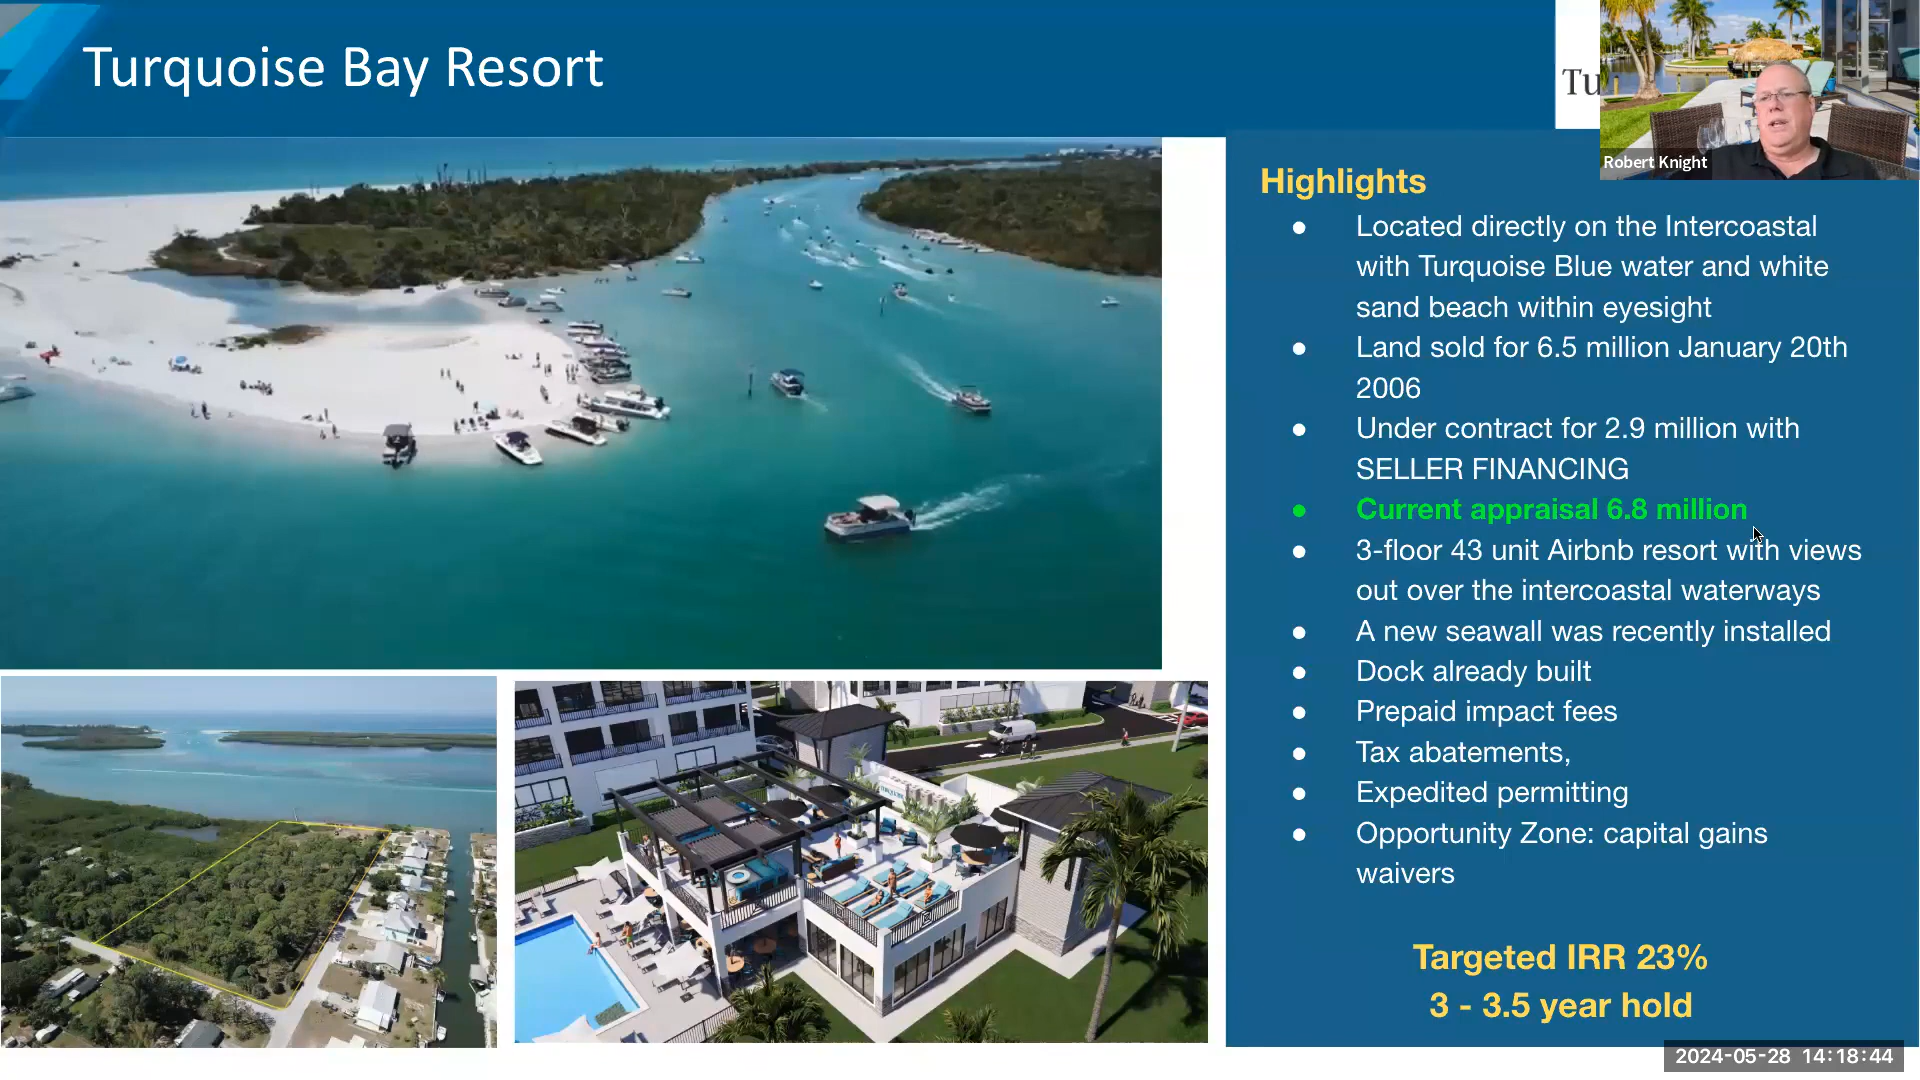 Turquoise Bay Resort
Tu
Robert Knight
Highlights
● Located directly on the Intercoastal
with Turquoise Blue water and white
sand beach within eyesight
● Land sold for 6.5 million January 20th
2006
● Under contract for 2.9 million with
SELLER FINANCING
● Current appraisal 6.8 million
● 3-floor 43 unit Airbnb resort with views
out over the intercoastal waterways
● A new seawall was recently installed
● Dock already built
● Prepaid impact fees
● Tax abatements,
● Expedited permitting
● Opportunity Zone: capital gains
waivers
Targeted IRR 23%
3 - 3.5 year hold
2024-05-28 14:18:44